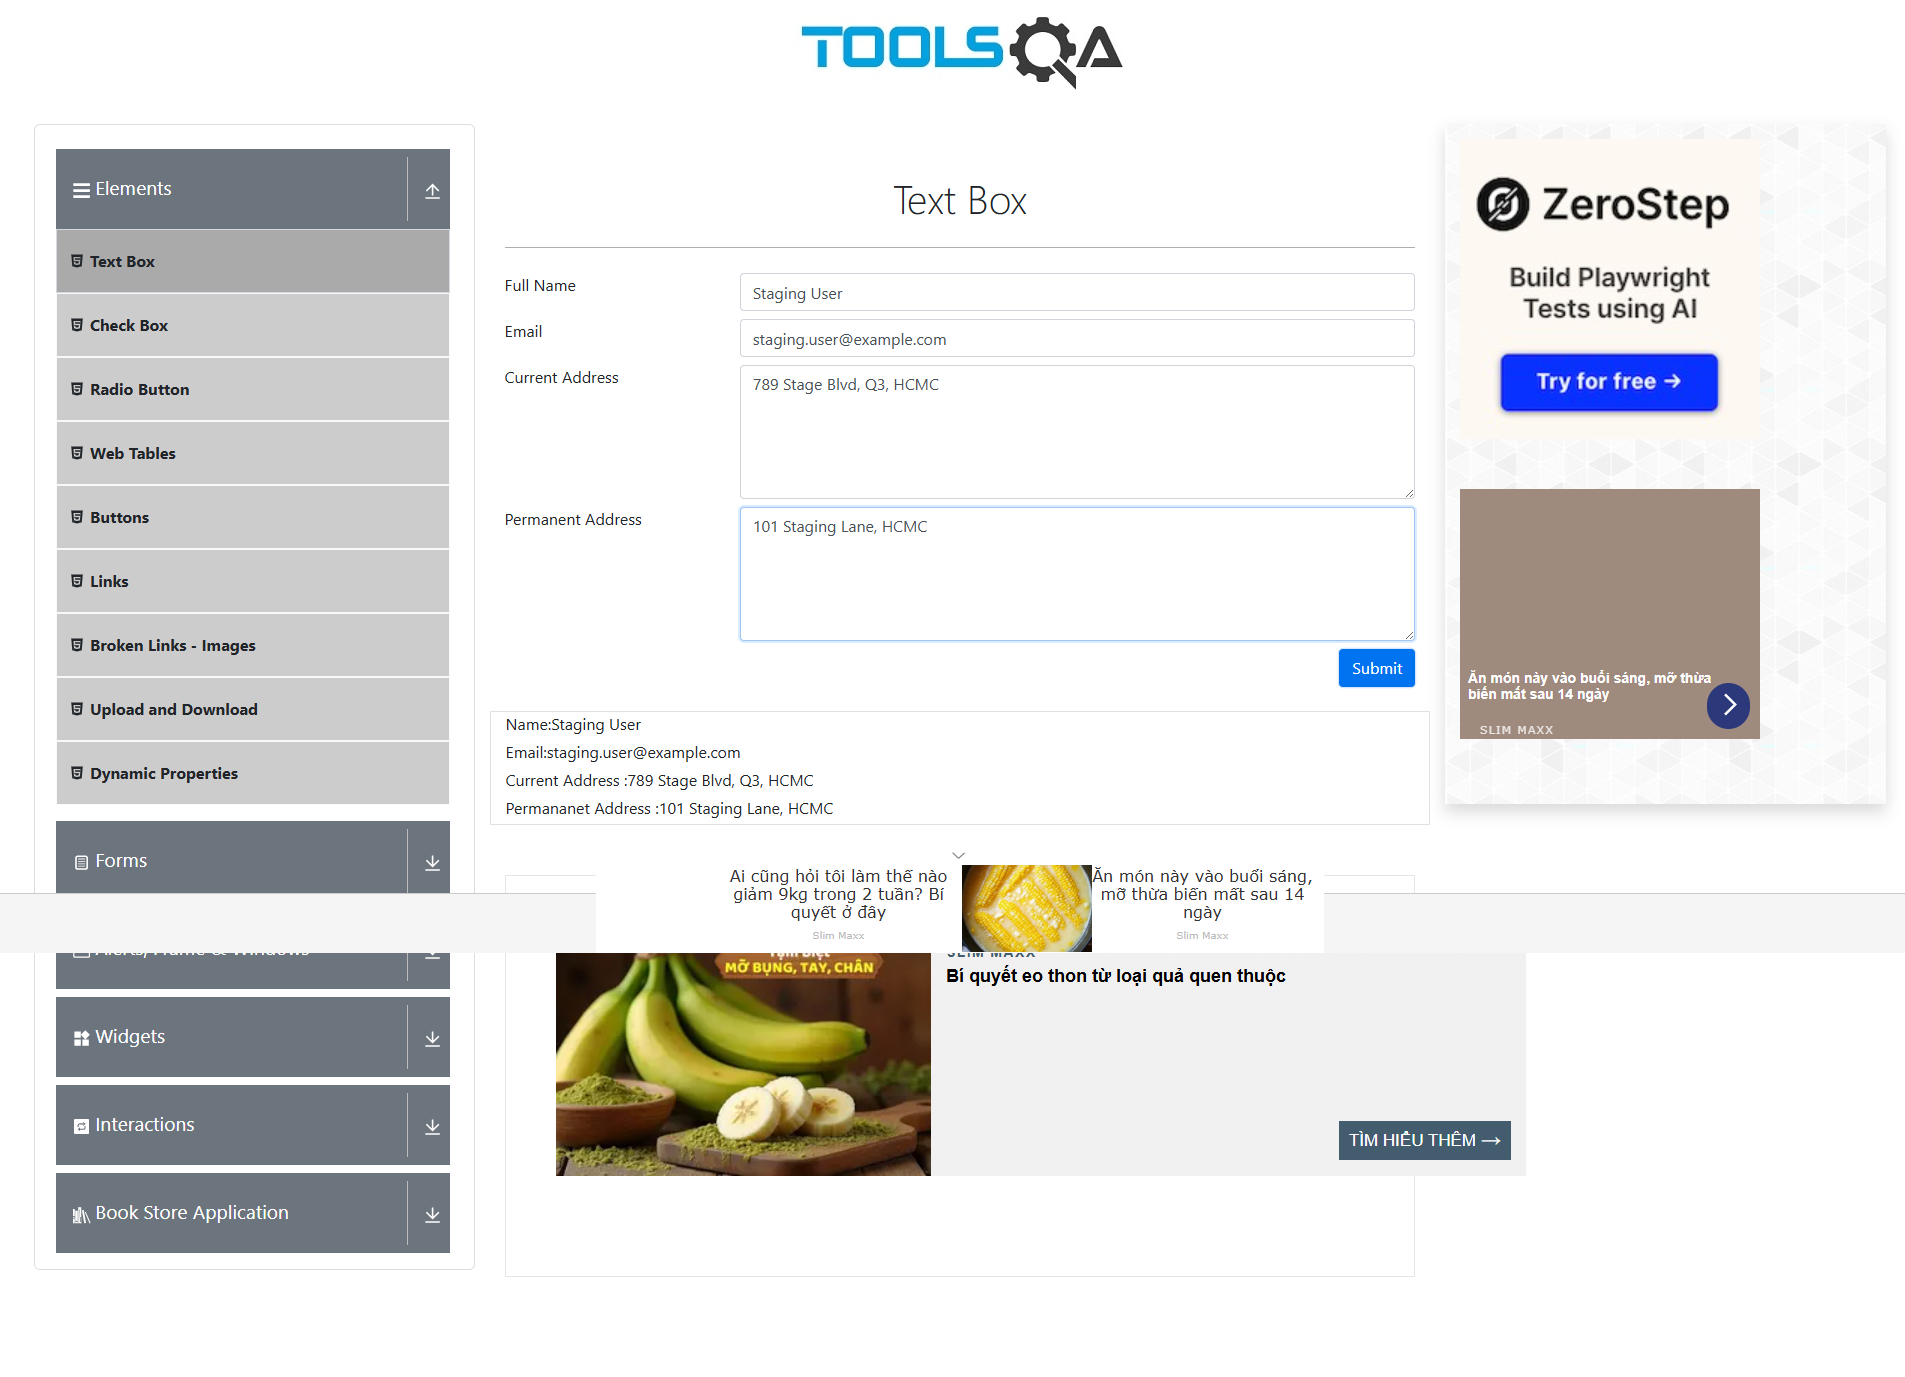 TOOLSQA
Elements
Text Box
Check Box
Radio Button
Web Tables
Buttons
Links
Broken Links - Images
Upload and Download
Dynamic Properties
Forms
Alerts, Frame & Windows
Widgets
Interactions
Book Store Application
Text Box
Full Name
Staging User
Email
staging.user@example.com
Current Address
789 Stage Blvd, Q3, HCMC
Permanent Address
101 Staging Lane, HCMC
Submit
Name:Staging User
Email:staging.user@example.com
Current Address :789 Stage Blvd, Q3, HCMC
Permananet Address :101 Staging Lane, HCMC
Ai cũng hỏi tôi làm thế nào
giảm 9kg trong 2 tuần? Bí
quyết ở đây
Slim Maxx
Ăn món này vào buổi sáng,
mỡ thừa biến mất sau 14
ngày
Slim Maxx
MỠ BỤNG, TAY, CHÂN
SLIM MAXX
Bí quyết eo thon từ loại quả quen thuộc
TÌM HIỂU THÊM →
ZeroStep
Build Playwright
Tests using AI
Try for free →
Ăn món này vào buổi sáng, mỡ thừa
biến mất sau 14 ngày
SLIM MAXX